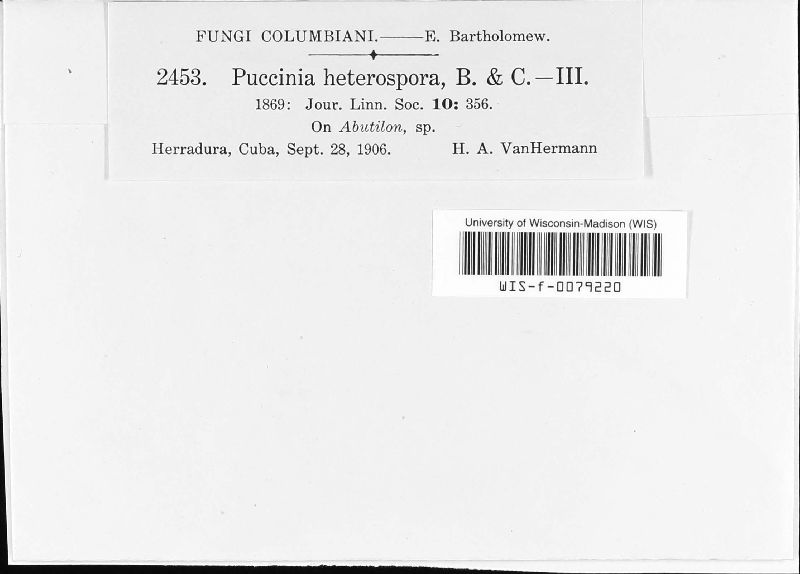 FUNGI COLUMBIANI.——E. Bartholomew.
2453. Puccinia heterospora, B. & C.—III.
1869: Jour. Linn. Soc. 10: 356.
On Abutilon, sp.
Herradura, Cuba, Sept. 28, 1906. H. A. VanHermann
University of Wisconsin-Madison (WIS)
WIS-f-0079220